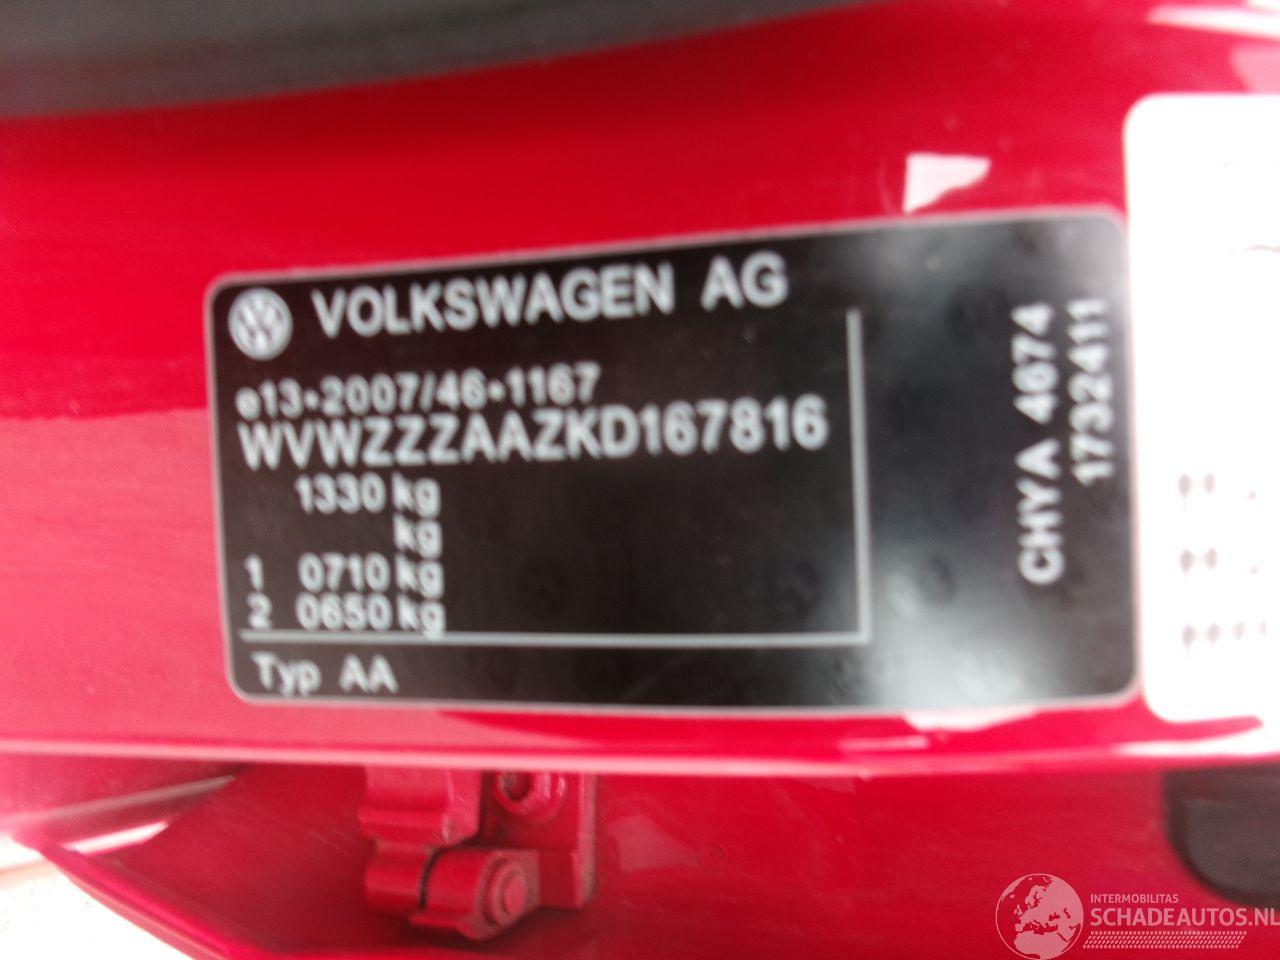 VOLKSWAGEN AG
e13*2007/46*1167
WVWZZZAAZKD167816
1330 kg
kg
1 0710 kg
2 0650 kg
Typ AA
CHYA 4674
1732411
INTERMOBILITAS
SCHADEAUTOS.NL